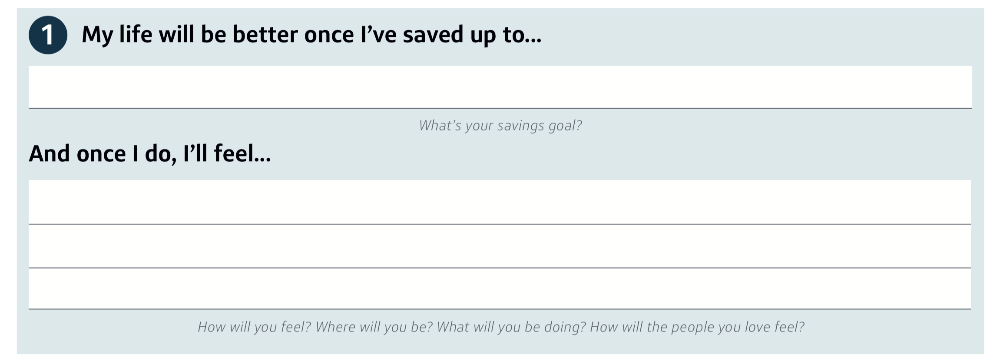 1 My life will be better once I’ve saved up to...
What’s your savings goal?
And once I do, I’ll feel...
How will you feel? Where will you be? What will you be doing? How will the people you love feel?